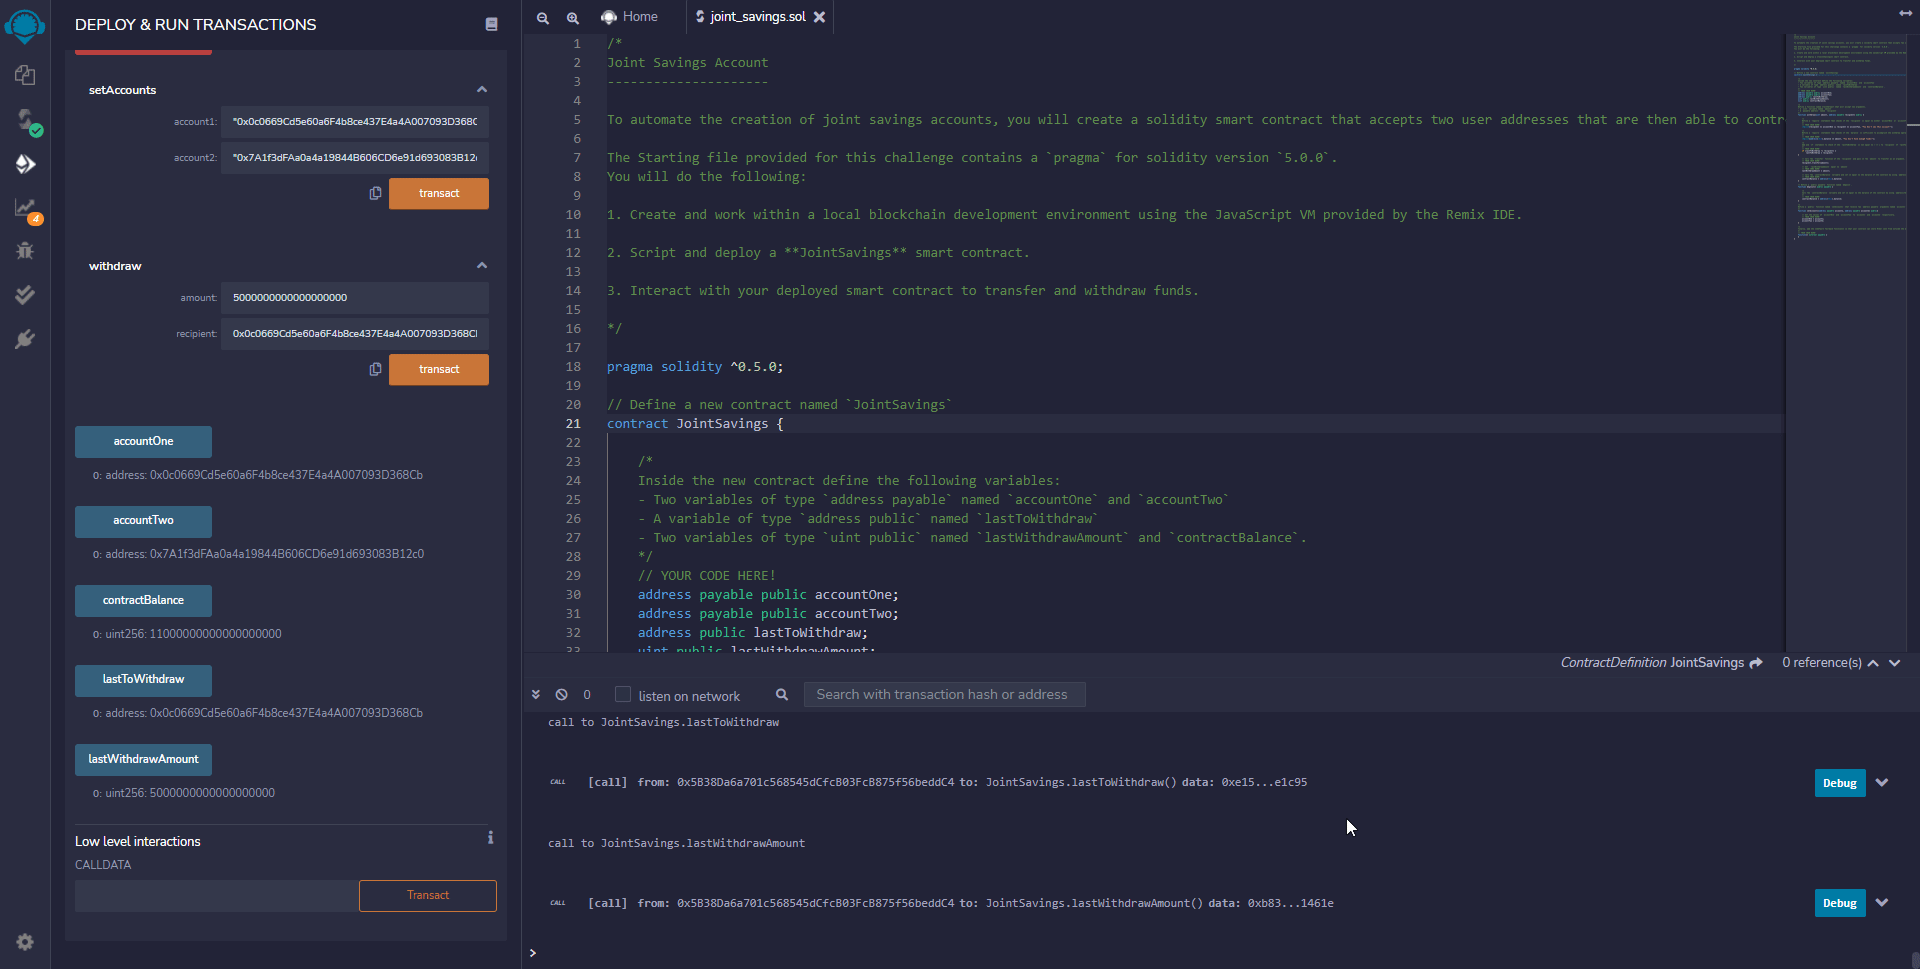 DEPLOY & RUN TRANSACTIONS
setAccounts
account1: "0x0c0669Cd5e60a6F4b8ce437E4a4A007093D368C
account2: "0x7A1f3dFAa0a4a19844B606CD6e91d693083B12
transact
withdraw
amount: 5000000000000000000
recipient: 0x0c0669Cd5e60a6F4b8ce437E4a4A007093D368C
transact
accountOne
0: address: 0x0c0669Cd5e60a6F4b8ce437E4a4A007093D368Cb
accountTwo
0: address: 0x7A1f3dFAa0a4a19844B606CD6e91d693083B12c0
contractBalance
0: uint256: 11000000000000000000
lastToWithdraw
0: address: 0x0c0669Cd5e60a6F4b8ce437E4a4A007093D368Cb
lastWithdrawAmount
0: uint256: 5000000000000000000
Low level interactions
i
CALLDATA
Transact
4
Home
joint_savings.sol
1 /*
2 Joint Savings Account
3 ---------------------
4
5 To automate the creation of joint savings accounts, you will create a solidity smart contract that accepts two user addresses that are then able to contr
6
7 The Starting file provided for this challenge contains a `pragma` for solidity version `5.0.0`.
8 You will do the following:
9
10 1. Create and work within a local blockchain development environment using the JavaScript VM provided by the Remix IDE.
11
12 2. Script and deploy a **JointSavings** smart contract.
13
14 3. Interact with your deployed smart contract to transfer and withdraw funds.
15
16 */
17
18 pragma solidity ^0.5.0;
19
20 // Define a new contract named `JointSavings`
21 contract JointSavings {
22
23 /*
24 Inside the new contract define the following variables:
25 - Two variables of type `address payable` named `accountOne` and `accountTwo`
26 - A variable of type `address public` named `lastToWithdraw`
27 - Two variables of type `uint public` named `lastWithdrawAmount` and `contractBalance`.
28 */
29 // YOUR CODE HERE!
30 address payable public accountOne;
31 address payable public accountTwo;
32 address public lastToWithdraw;
33 uint public lastWithdrawAmount;
ContractDefinition JointSavings 0 reference(s)
0 listen on network Search with transaction hash or address
call to JointSavings.lastToWithdraw
CALL [call] from: 0x5B38Da6a701c568545dCfcB03FcB875f56beddC4 to: JointSavings.lastToWithdraw() data: 0xe15...e1c95 Debug
call to JointSavings.lastWithdrawAmount
CALL [call] from: 0x5B38Da6a701c568545dCfcB03FcB875f56beddC4 to: JointSavings.lastWithdrawAmount() data: 0xb83...1461e Debug
>